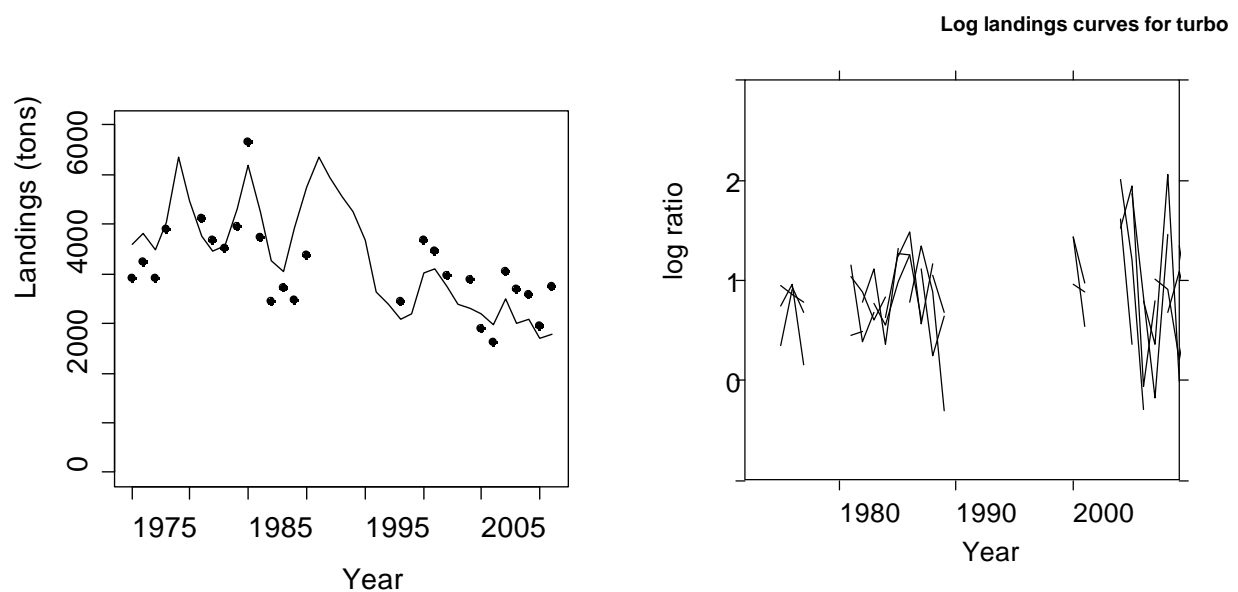 Log landings curves for turbo
Landings (tons)
6000
4000
2000
0
1975 1985 1995 2005
Year
log ratio
2
1
0
1980 1990 2000
Year